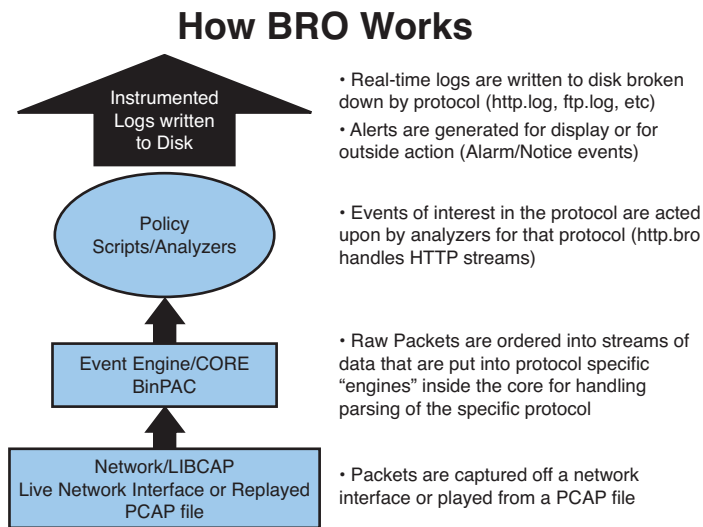 How BRO Works
Instrumented
Logs written
to Disk
• Real-time logs are written to disk broken
down by protocol (http.log, ftp.log, etc)
• Alerts are generated for display or for
outside action (Alarm/Notice events)
Policy
Scripts/Analyzers
• Events of interest in the protocol are acted
upon by analyzers for that protocol (http.bro
handles HTTP streams)
Event Engine/CORE
BinPAC
• Raw Packets are ordered into streams of
data that are put into protocol specific
“engines” inside the core for handling
parsing of the specific protocol
Network/LIBCAP
Live Network Interface or Replayed
PCAP file
• Packets are captured off a network
interface or played from a PCAP file